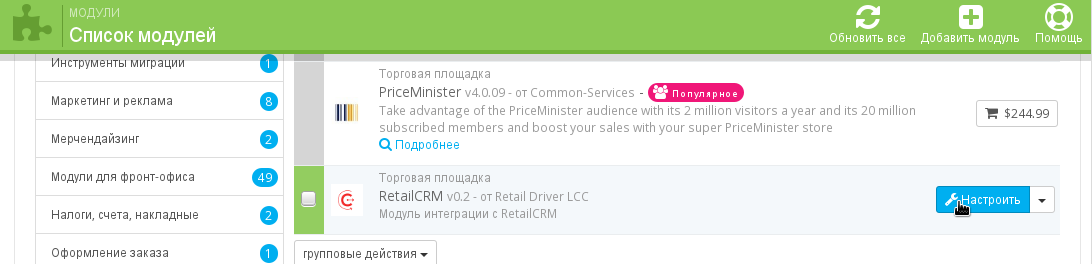 МОДУЛИ
Список модулей
Обновить все
Добавить модуль
Помощь
Инструменты миграции 1
Маркетинг и реклама 8
Мерчендайзинг 2
Модули для фронт-офиса 49
Налоги, счета, накладные 2
Оформление заказа 1
Торговая площадка
PriceMinister v4.0.09 - от Common-Services - Популярное
Take advantage of the PriceMinister audience with its 2 million visitors a year and its 20 million
subscribed members and boost your sales with your super PriceMinister store
Подробнее
$244.99
Торговая площадка
RetailCRM v0.2 - от Retail Driver LCC
Модуль интеграции с RetailCRM
Настроить
групповые действия